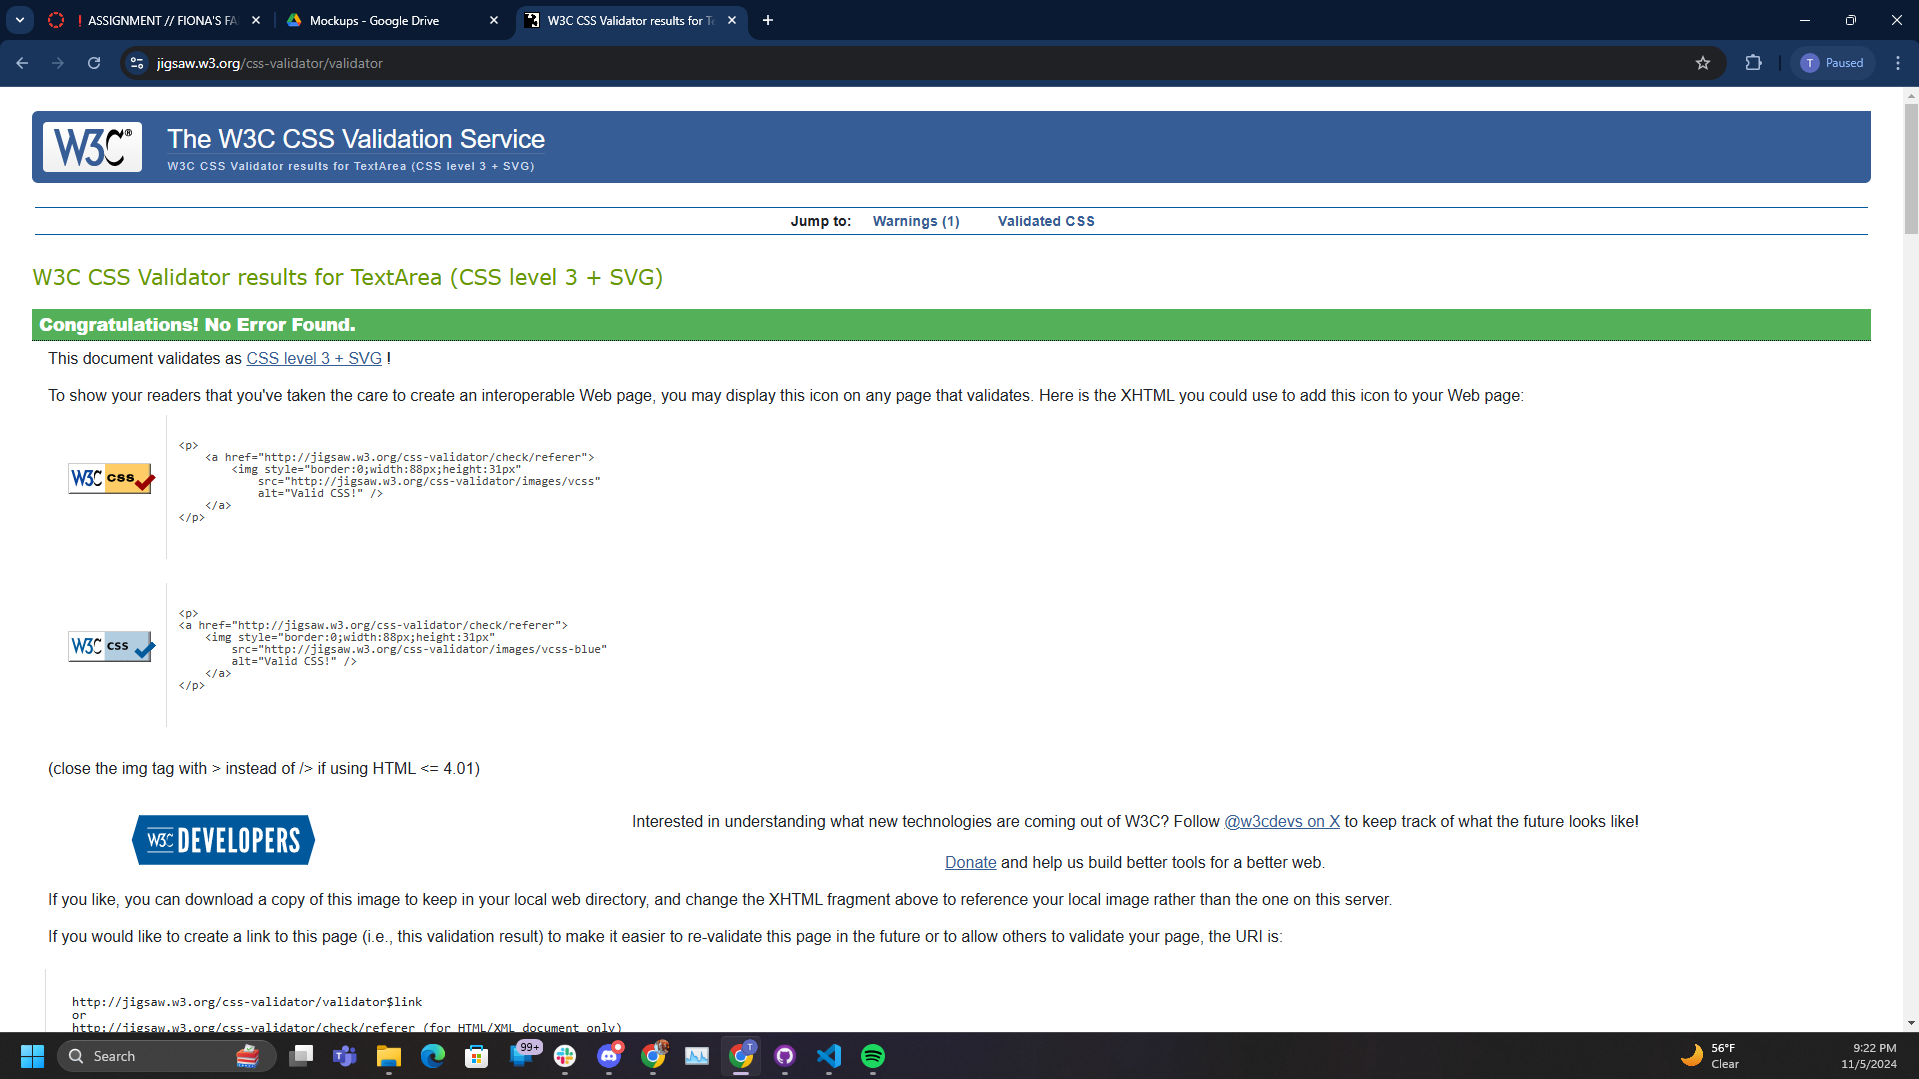 ❗ ASSIGNMENT // FIONA'S FA
Mockups - Google Drive
W3C CSS Validator results for Te
jigsaw.w3.org/css-validator/validator
T Paused
W3C®
The W3C CSS Validation Service
W3C CSS Validator results for TextArea (CSS level 3 + SVG)
Jump to: Warnings (1) Validated CSS
W3C CSS Validator results for TextArea (CSS level 3 + SVG)
Congratulations! No Error Found.
This document validates as CSS level 3 + SVG !
To show your readers that you've taken the care to create an interoperable Web page, you may display this icon on any page that validates. Here is the XHTML you could use to add this icon to your Web page:
W3C css
<p>
<a href="http://jigsaw.w3.org/css-validator/check/referer">
<img style="border:0;width:88px;height:31px"
src="http://jigsaw.w3.org/css-validator/images/vcss"
alt="Valid CSS!" />
</a>
</p>
W3C css
<p>
<a href="http://jigsaw.w3.org/css-validator/check/referer">
<img style="border:0;width:88px;height:31px"
src="http://jigsaw.w3.org/css-validator/images/vcss-blue"
alt="Valid CSS!" />
</a>
</p>
(close the img tag with > instead of /> if using HTML <= 4.01)
W3C DEVELOPERS
Interested in understanding what new technologies are coming out of W3C? Follow @w3cdevs on X to keep track of what the future looks like!
Donate and help us build better tools for a better web.
If you like, you can download a copy of this image to keep in your local web directory, and change the XHTML fragment above to reference your local image rather than the one on this server.
If you would like to create a link to this page (i.e., this validation result) to make it easier to re-validate this page in the future or to allow others to validate your page, the URI is:
http://jigsaw.w3.org/css-validator/validator$link
or
http://jigsaw.w3.org/css-validator/check/referer (for HTML/XML document only)
Search
99+
T
56°F
Clear
9:22 PM
11/5/2024